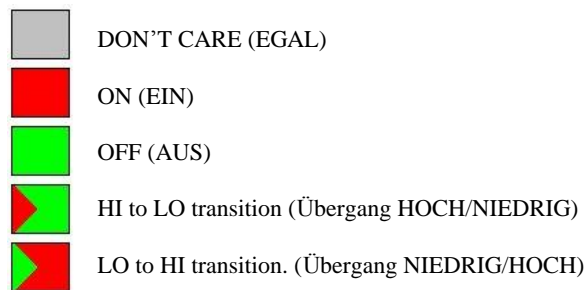 DON’T CARE (EGAL)
ON (EIN)
OFF (AUS)
HI to LO transition (Übergang HOCH/NIEDRIG)
LO to HI transition. (Übergang NIEDRIG/HOCH)